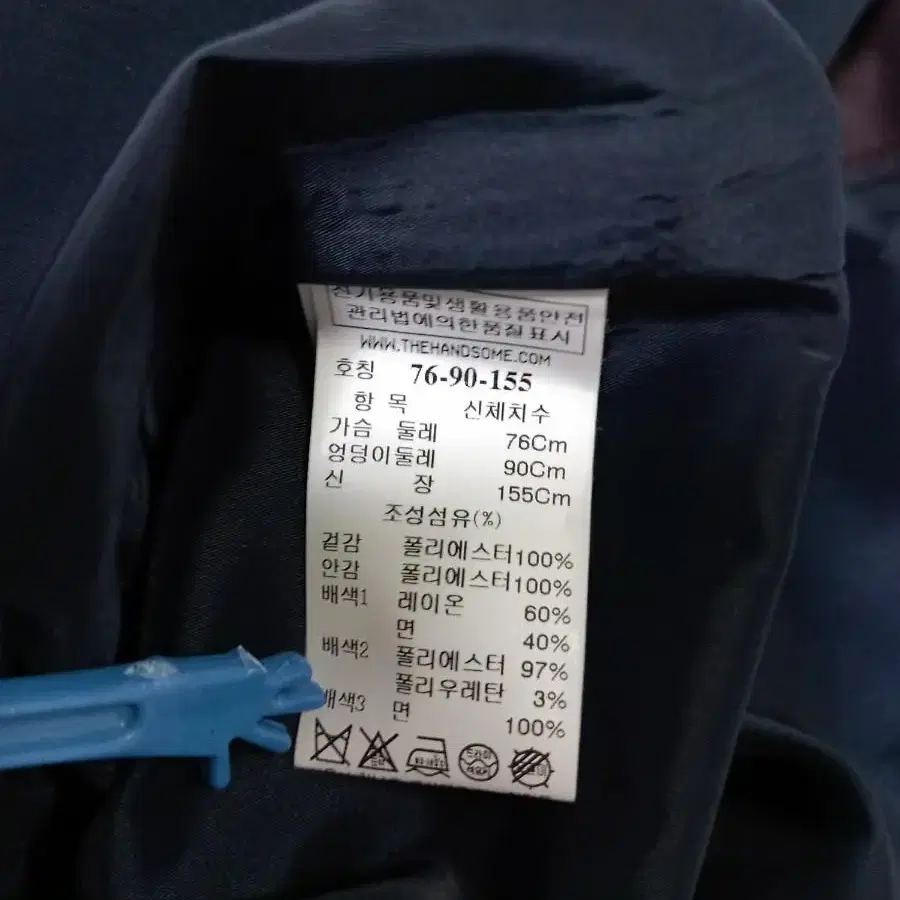 전기용품및생활용품안전
관리법에의한품질표시
WWW.THEHANDSOME.COM
호칭 76-90-155
항 목 신체치수
가슴 둘레 76Cm
엉덩이둘레 90Cm
신 장 155Cm
조성섬유(%)
겉감 폴리에스터100%
안감 폴리에스터100%
배색1 레이온 60%
면 40%
배색2 폴리에스터 97%
폴리우레탄 3%
배색3 면 100%
드라이